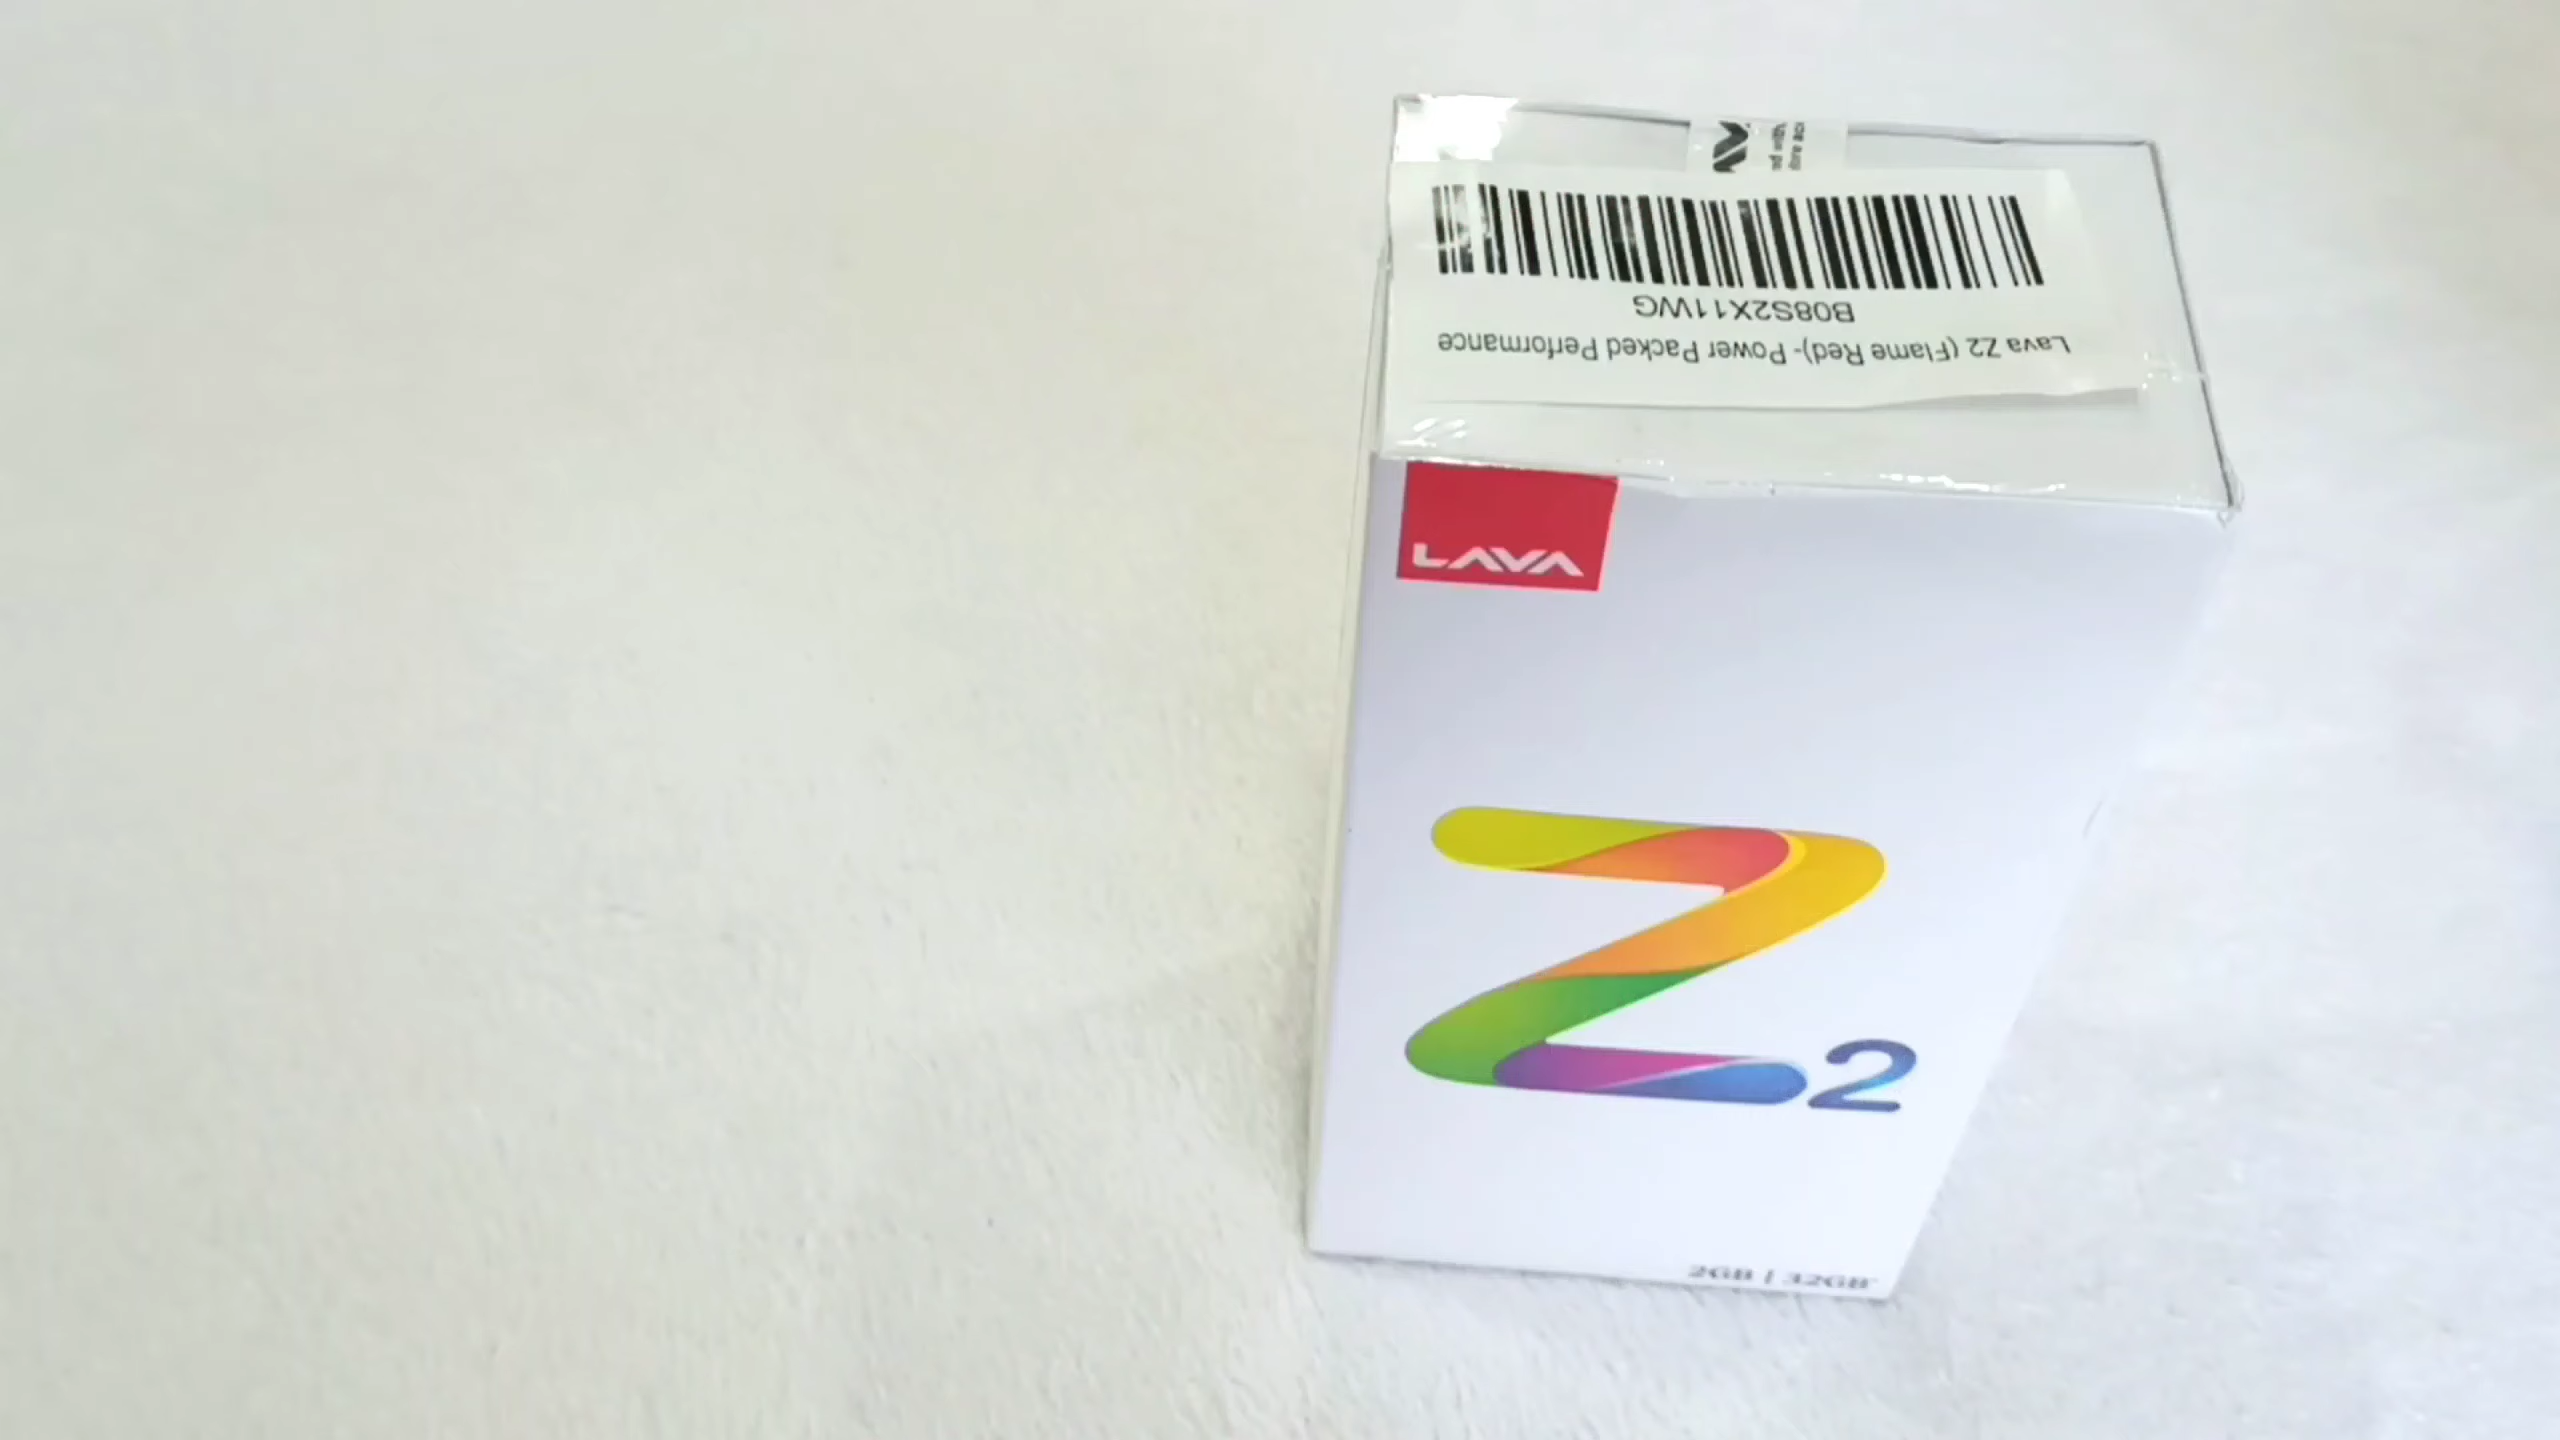 B08S2X11WG
Lava Z2 (Flame Red)- Power Packed Performance
LAVA
Z2
2GB | 32GB